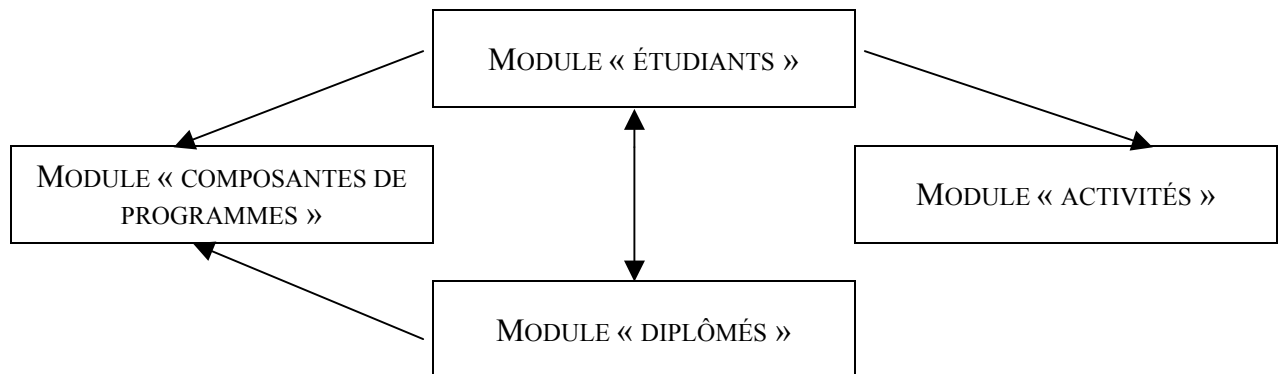 MODULE « ÉTUDIANTS »
MODULE « COMPOSANTES DE
PROGRAMMES »
MODULE « ACTIVITÉS »
MODULE « DIPLÔMÉS »